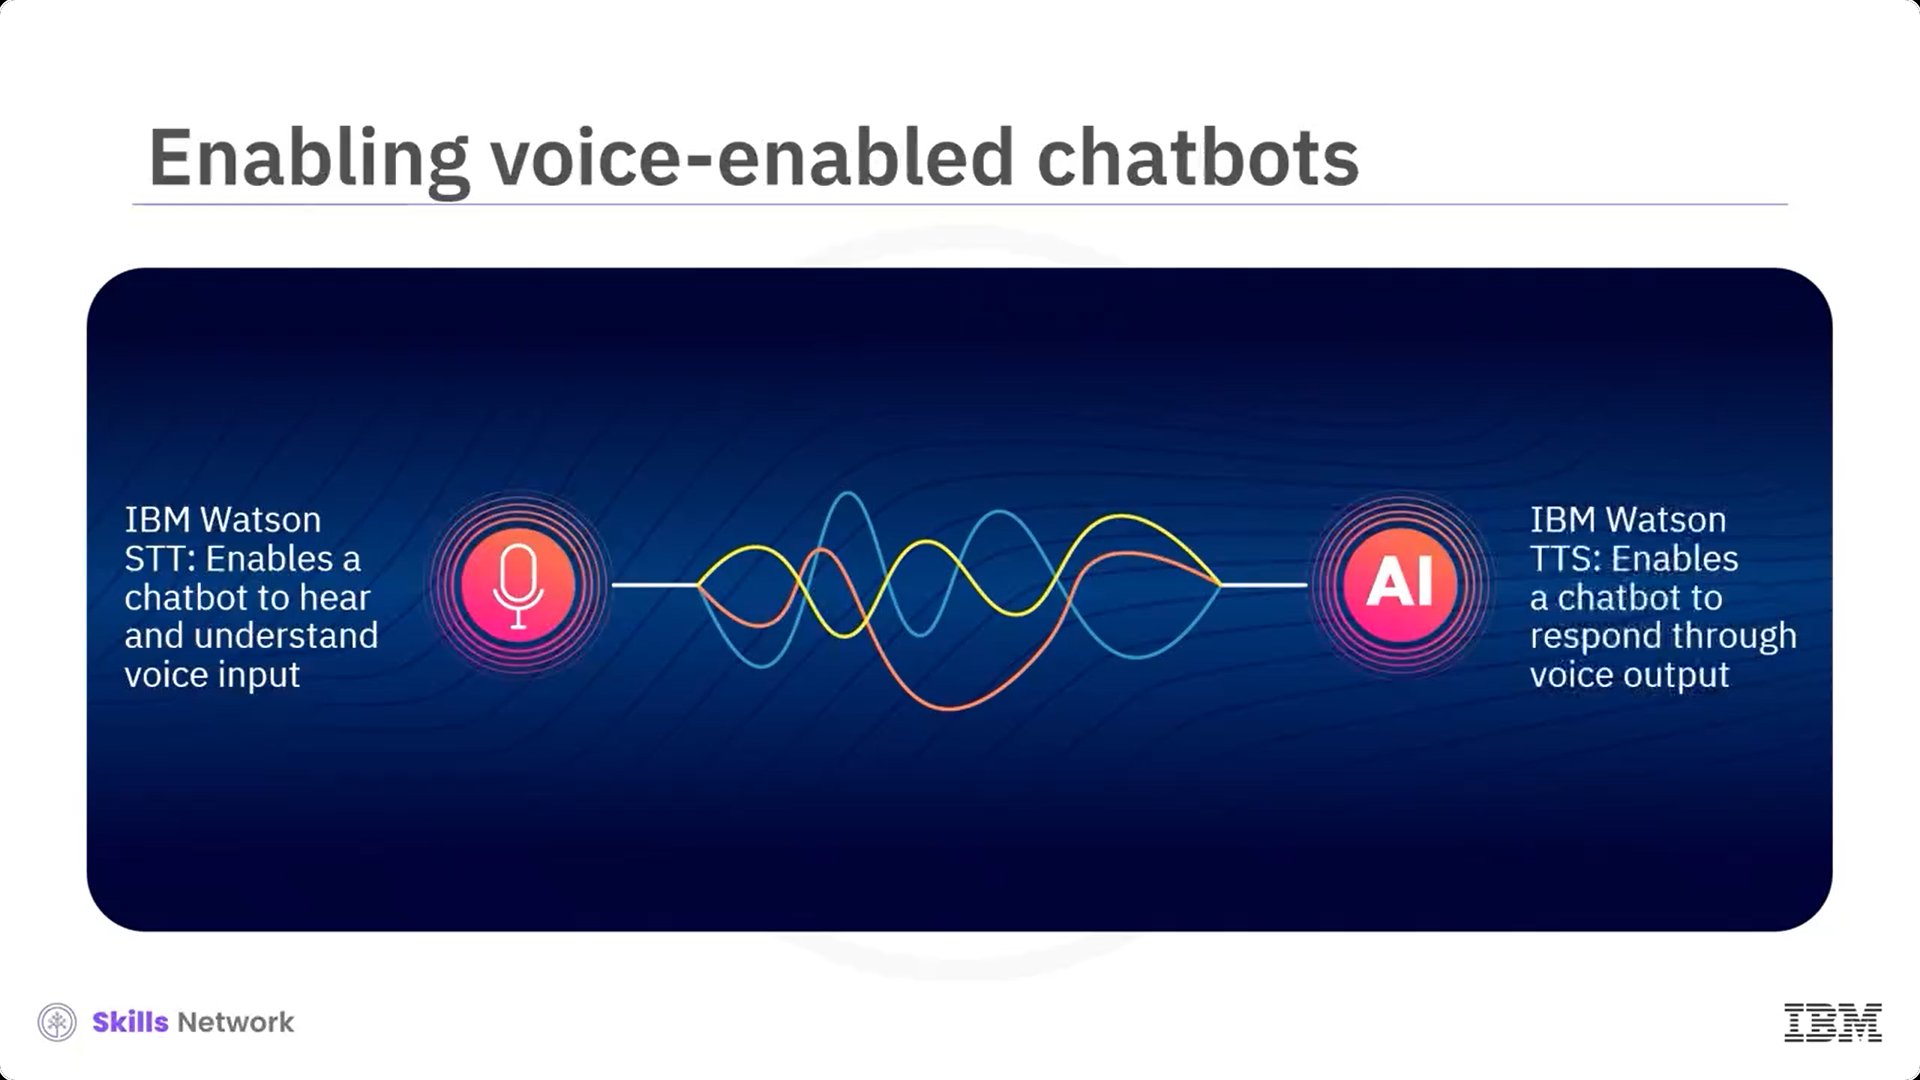 Enabling voice-enabled chatbots
IBM Watson
STT: Enables a
chatbot to hear
and understand
voice input
AI
IBM Watson
TTS: Enables
a chatbot to
respond through
voice output
Skills Network
IBM